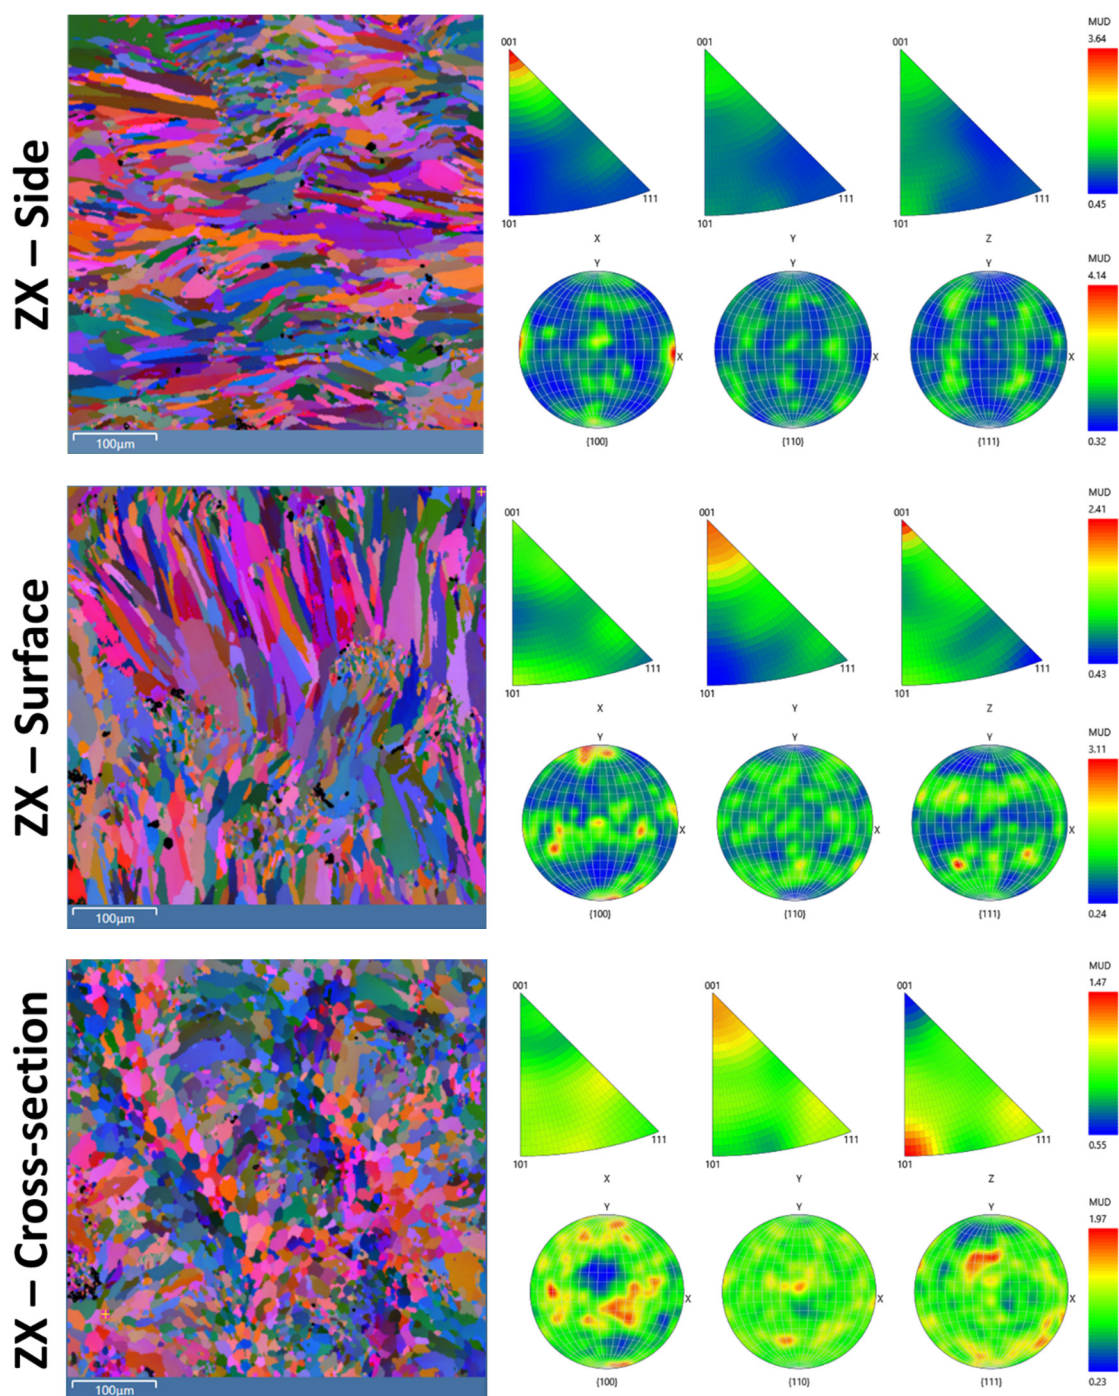 ZX – Side
100μm
001
111
101
X
001
111
101
Y
001
111
101
Z
MUD
3.64
0.45
Y
X
{100}
X
{110}
X
{111}
MUD
4.14
0.32
ZX – Surface
100μm
001
111
101
X
001
111
101
Y
001
111
101
Z
MUD
2.41
0.43
Y
X
{100}
Y
X
{110}
Y
X
{111}
MUD
3.11
0.24
ZX – Cross-section
100μm
001
111
101
X
001
111
101
Y
001
111
101
Z
MUD
1.47
0.55
Y
X
{100}
Y
X
{110}
Y
X
{111}
MUD
1.97
0.23